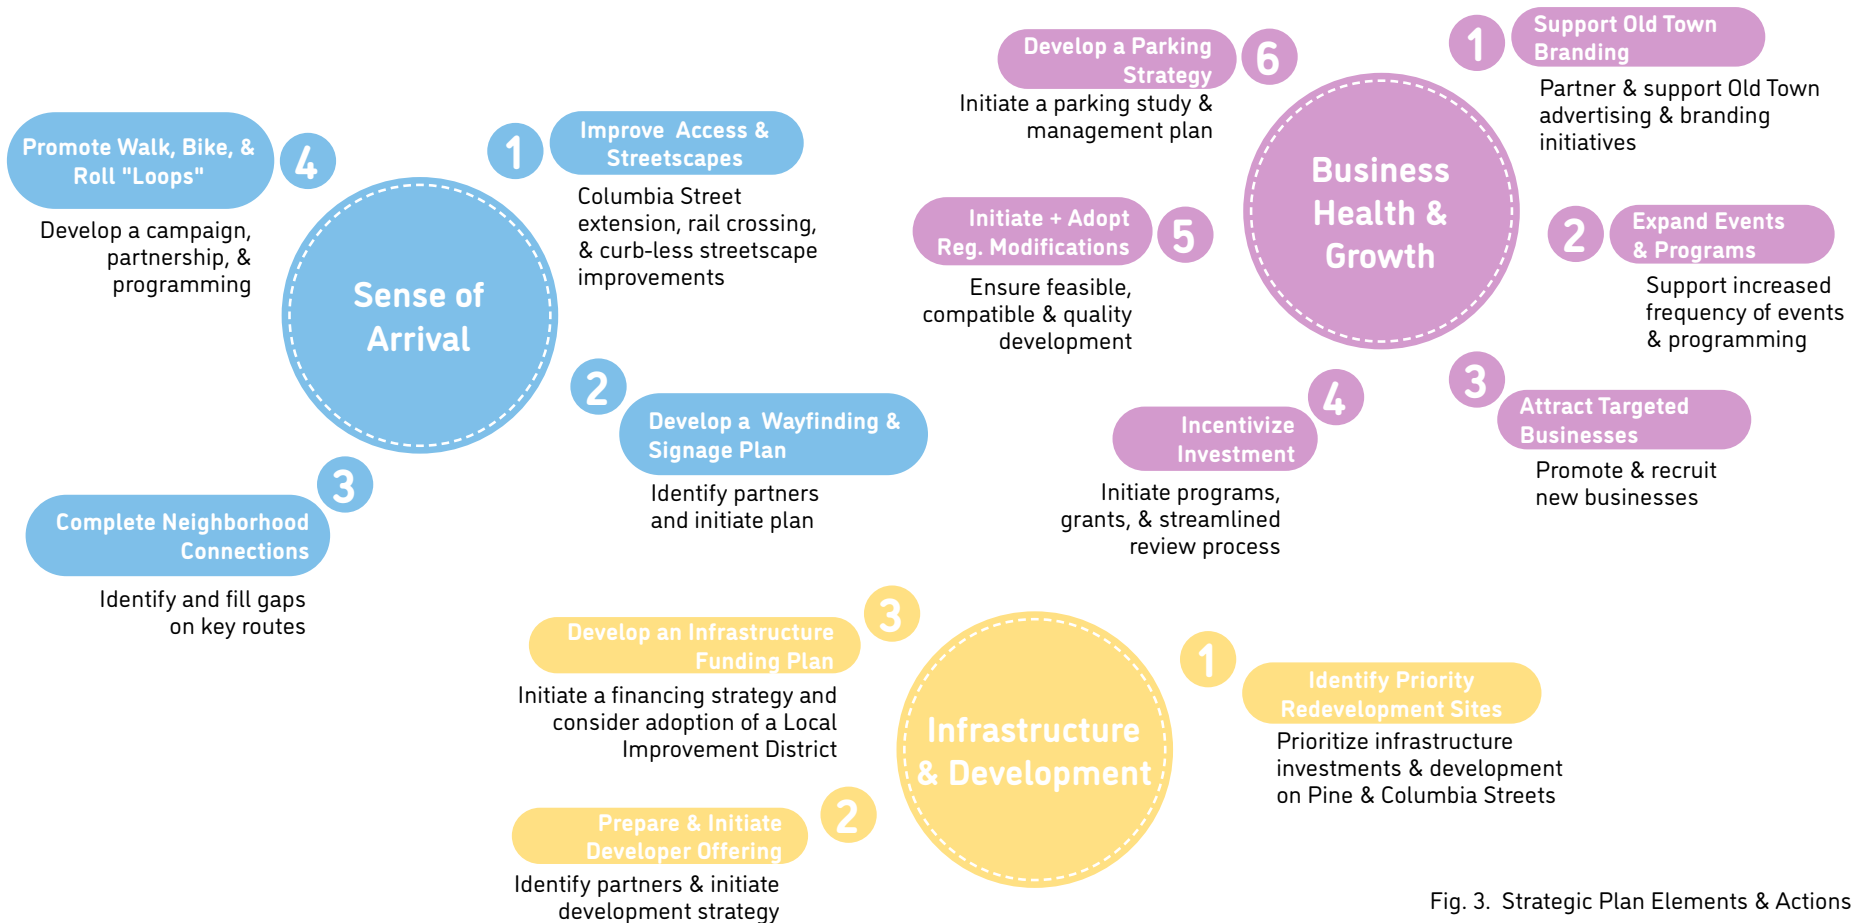 Sense of
Arrival
1
Improve Access &
Streetscapes
Columbia Street
extension, rail crossing,
& curb-less streetscape
improvements
2
Develop a Wayfinding &
Signage Plan
Identify partners
and initiate plan
3
Complete Neighborhood
Connections
Identify and fill gaps
on key routes
4
Promote Walk, Bike, &
Roll "Loops"
Develop a campaign,
partnership, &
programming
Business
Health &
Growth
1
Support Old Town
Branding
Partner & support Old Town
advertising & branding
initiatives
2
Expand Events
& Programs
Support increased
frequency of events
& programming
3
Attract Targeted
Businesses
Promote & recruit
new businesses
4
Incentivize
Investment
Initiate programs,
grants, & streamlined
review process
5
Initiate + Adopt
Reg. Modifications
Ensure feasible,
compatible & quality
development
6
Develop a Parking
Strategy
Initiate a parking study &
management plan
Infrastructure
& Development
1
Identify Priority
Redevelopment Sites
Prioritize infrastructure
investments & development
on Pine & Columbia Streets
2
Prepare & Initiate
Developer Offering
Identify partners & initiate
development strategy
3
Develop an Infrastructure
Funding Plan
Initiate a financing strategy and
consider adoption of a Local
Improvement District
Fig. 3. Strategic Plan Elements & Actions